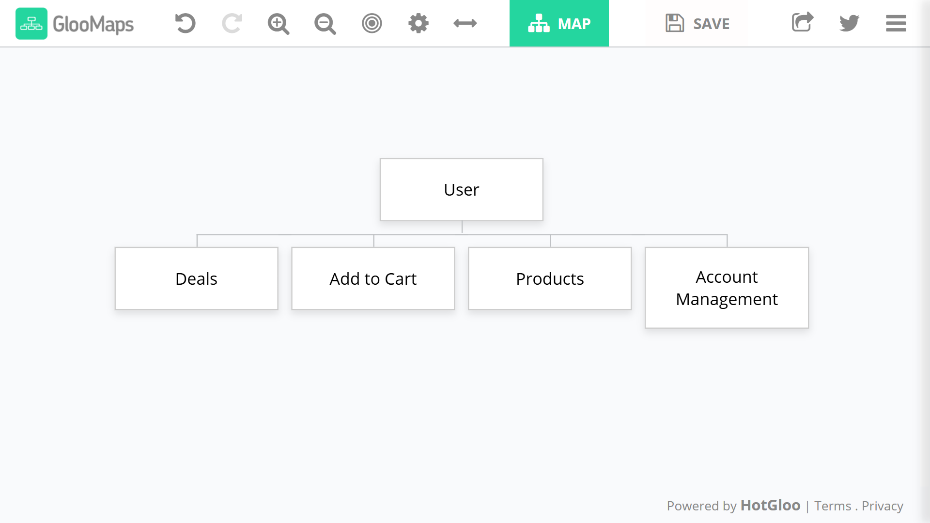 GlooMaps
MAP
SAVE
User
Deals
Add to Cart
Products
Account
Management
Powered by HotGloo | Terms . Privacy